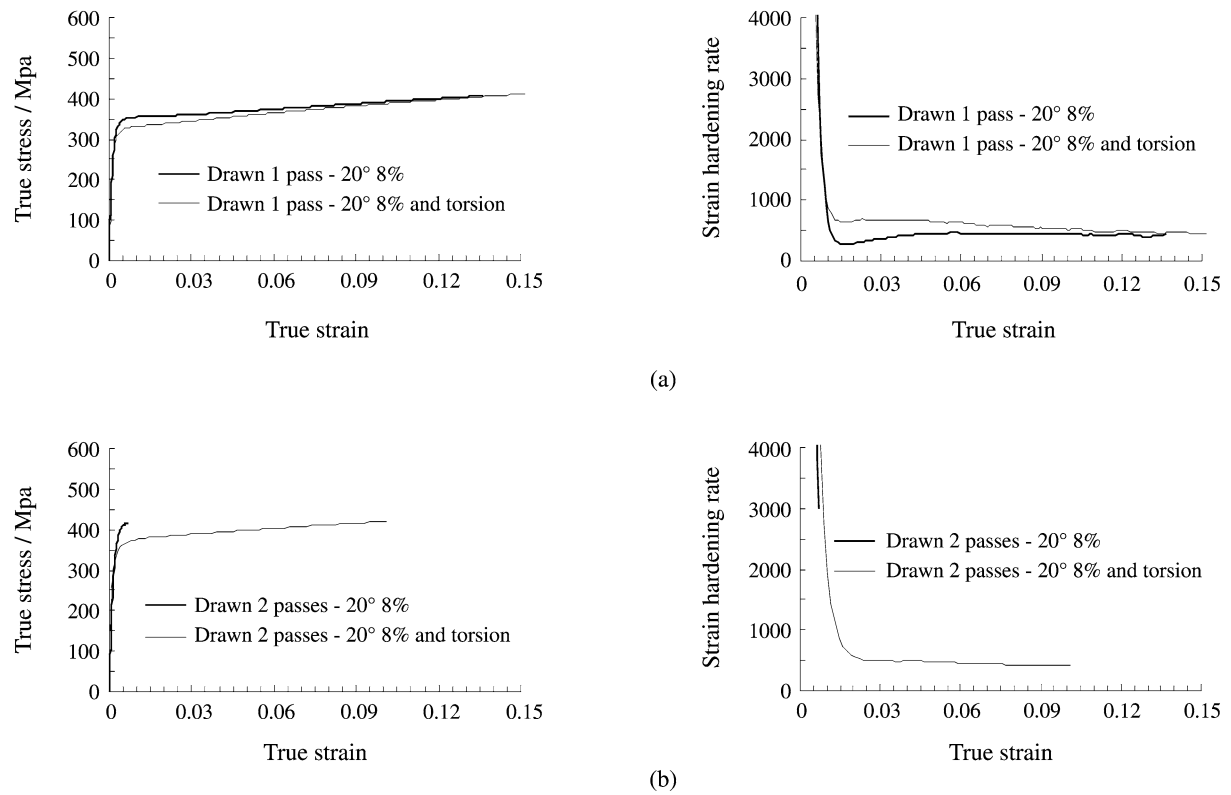 True stress / Mpa
600
500
400
300
200
100
0
Drawn 1 pass - 20° 8%
Drawn 1 pass - 20° 8% and torsion
0 0.03 0.06 0.09 0.12 0.15
True strain
Strain hardening rate
4000
3000
2000
1000
500
0
Drawn 1 pass - 20° 8%
Drawn 1 pass - 20° 8% and torsion
0 0.03 0.06 0.09 0.12 0.15
True strain
(a)
True stress / Mpa
600
500
400
300
200
100
0
Drawn 2 passes - 20° 8%
Drawn 2 passes - 20° 8% and torsion
0 0.03 0.06 0.09 0.12 0.15
True strain
Strain hardening rate
4000
3000
2000
1000
0
Drawn 2 passes - 20° 8%
Drawn 2 passes - 20° 8% and torsion
0 0.03 0.06 0.09 0.12 0.15
True strain
(b)